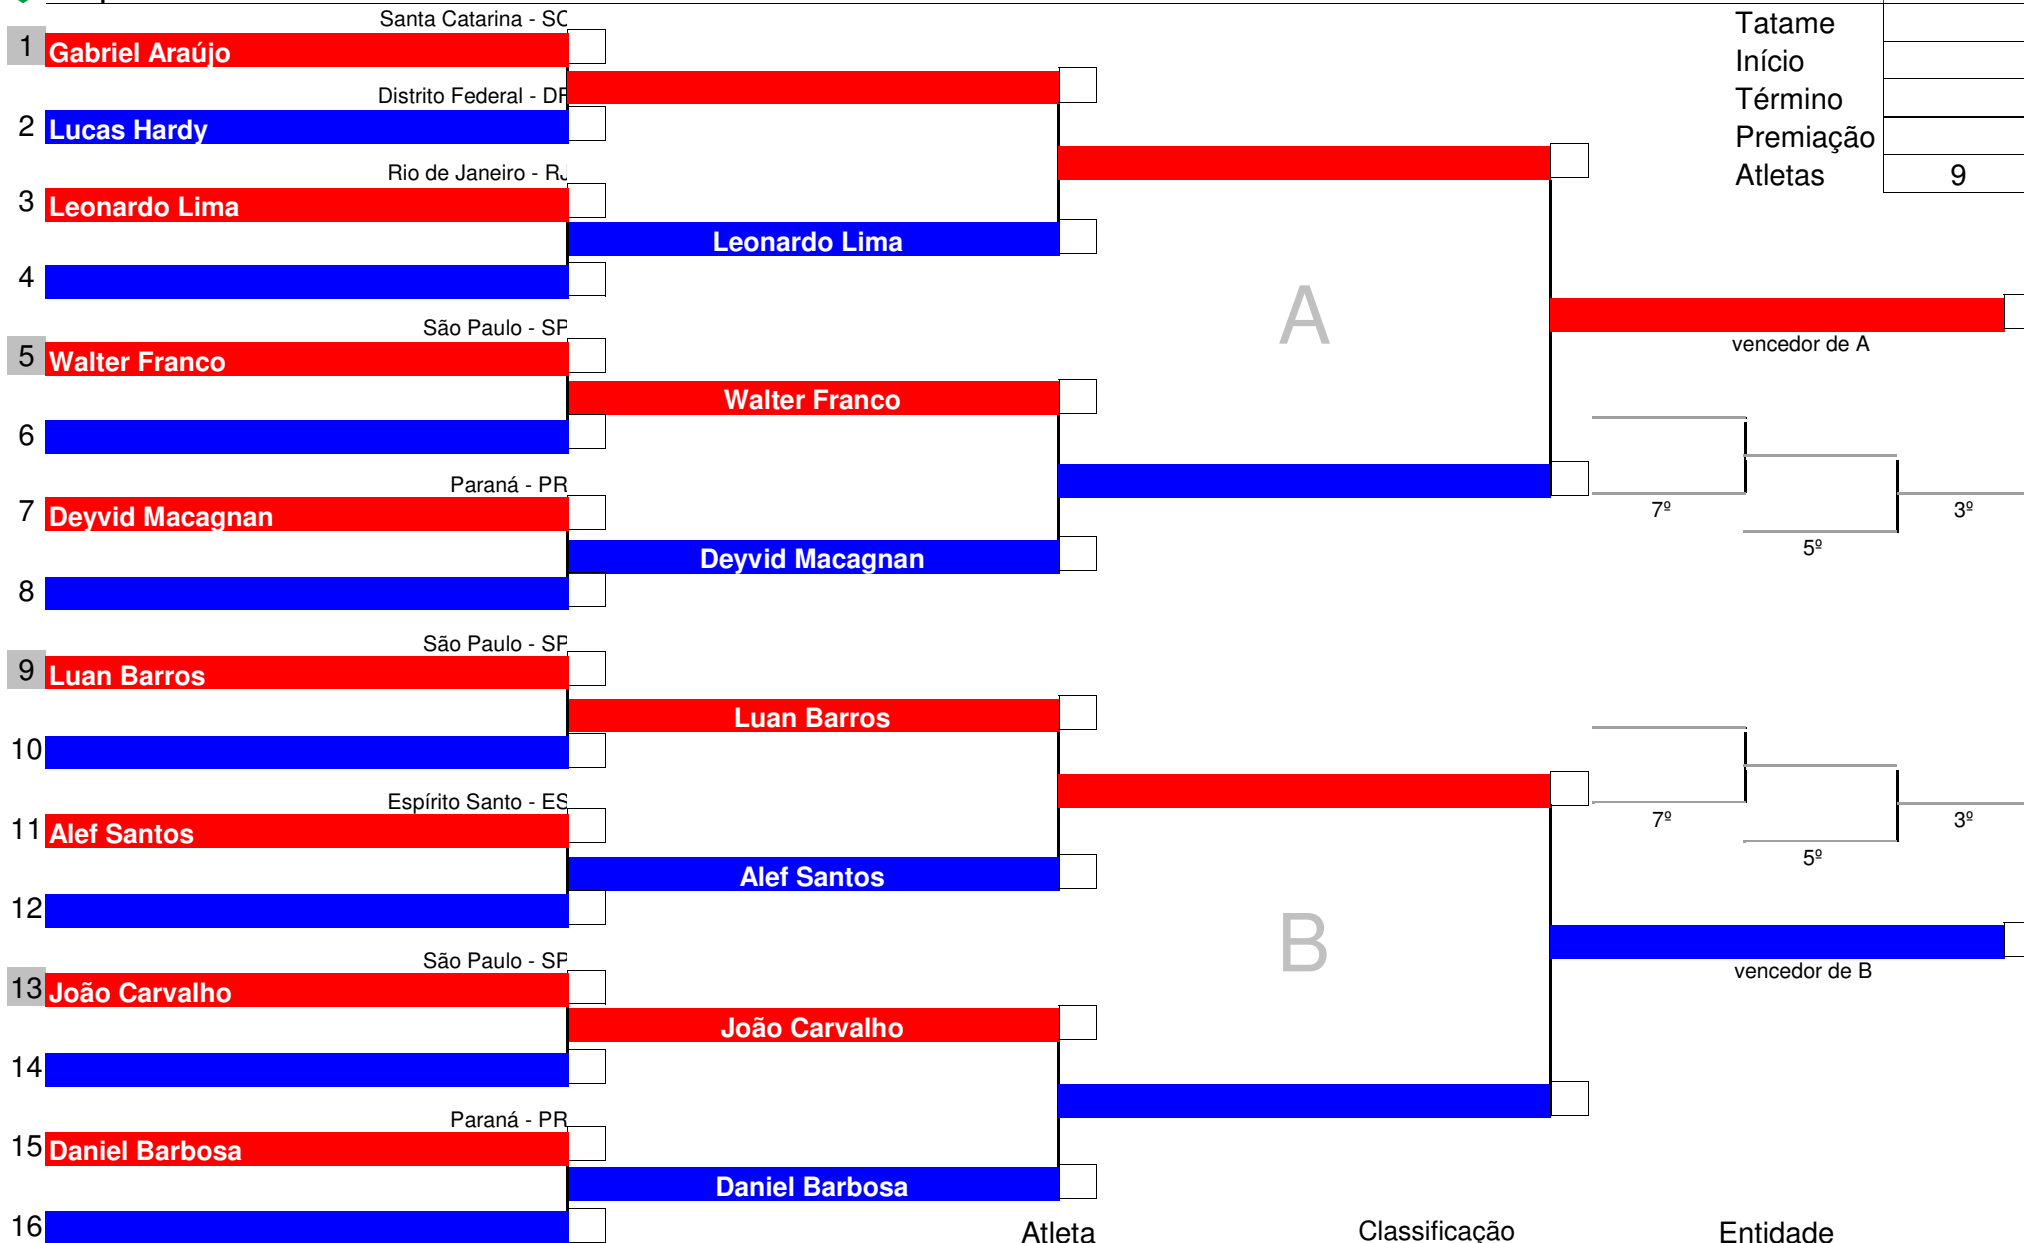 Santa Catarina - SC
1 Gabriel Araújo
Distrito Federal - DF
2 Lucas Hardy
Rio de Janeiro - RJ
3 Leonardo Lima
Leonardo Lima
4
São Paulo - SP
5 Walter Franco
Walter Franco
6
Paraná - PR
7 Deyvid Macagnan
Deyvid Macagnan
8
São Paulo - SP
9 Luan Barros
Luan Barros
10
Espírito Santo - ES
11 Alef Santos
Alef Santos
12
São Paulo - SP
13 João Carvalho
João Carvalho
14
Paraná - PR
15 Daniel Barbosa
Daniel Barbosa
16
A
B
Tatame
Início
Término
Premiação
Atletas 9
vencedor de A
7º
5º
3º
7º
5º
3º
vencedor de B
Atleta Classificação Entidade